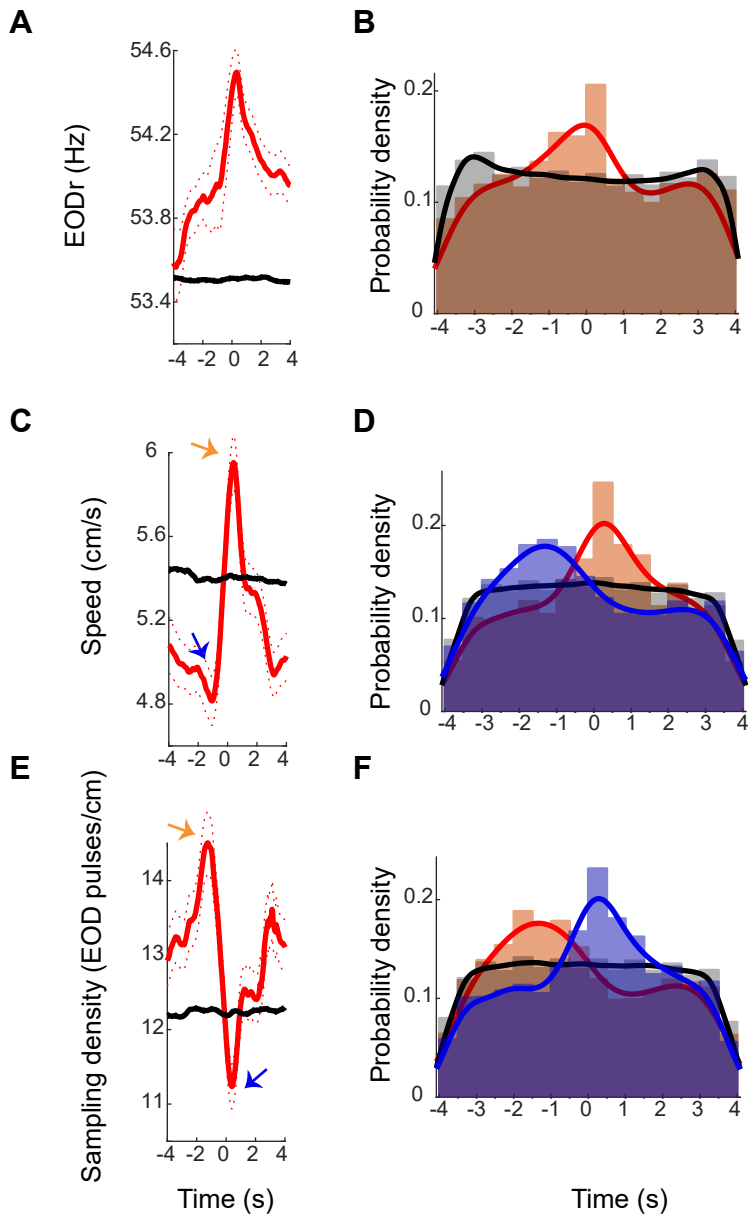 A
B
54.6
54.2
53.8
53.4
EODr (Hz)
-4 -2 0 2 4
0.2
0.1
0
Probability density
-4 -3 -2 -1 0 1 2 3 4
C
D
6
5.6
5.2
4.8
Speed (cm/s)
-4 -2 0 2 4
0.2
0.1
0
Probability density
-4 -3 -2 -1 0 1 2 3 4
E
F
14
13
12
11
Sampling density (EOD pulses/cm)
-4 -2 0 2 4
Time (s)
0.2
0.1
0
Probability density
-4 -3 -2 -1 0 1 2 3 4
Time (s)